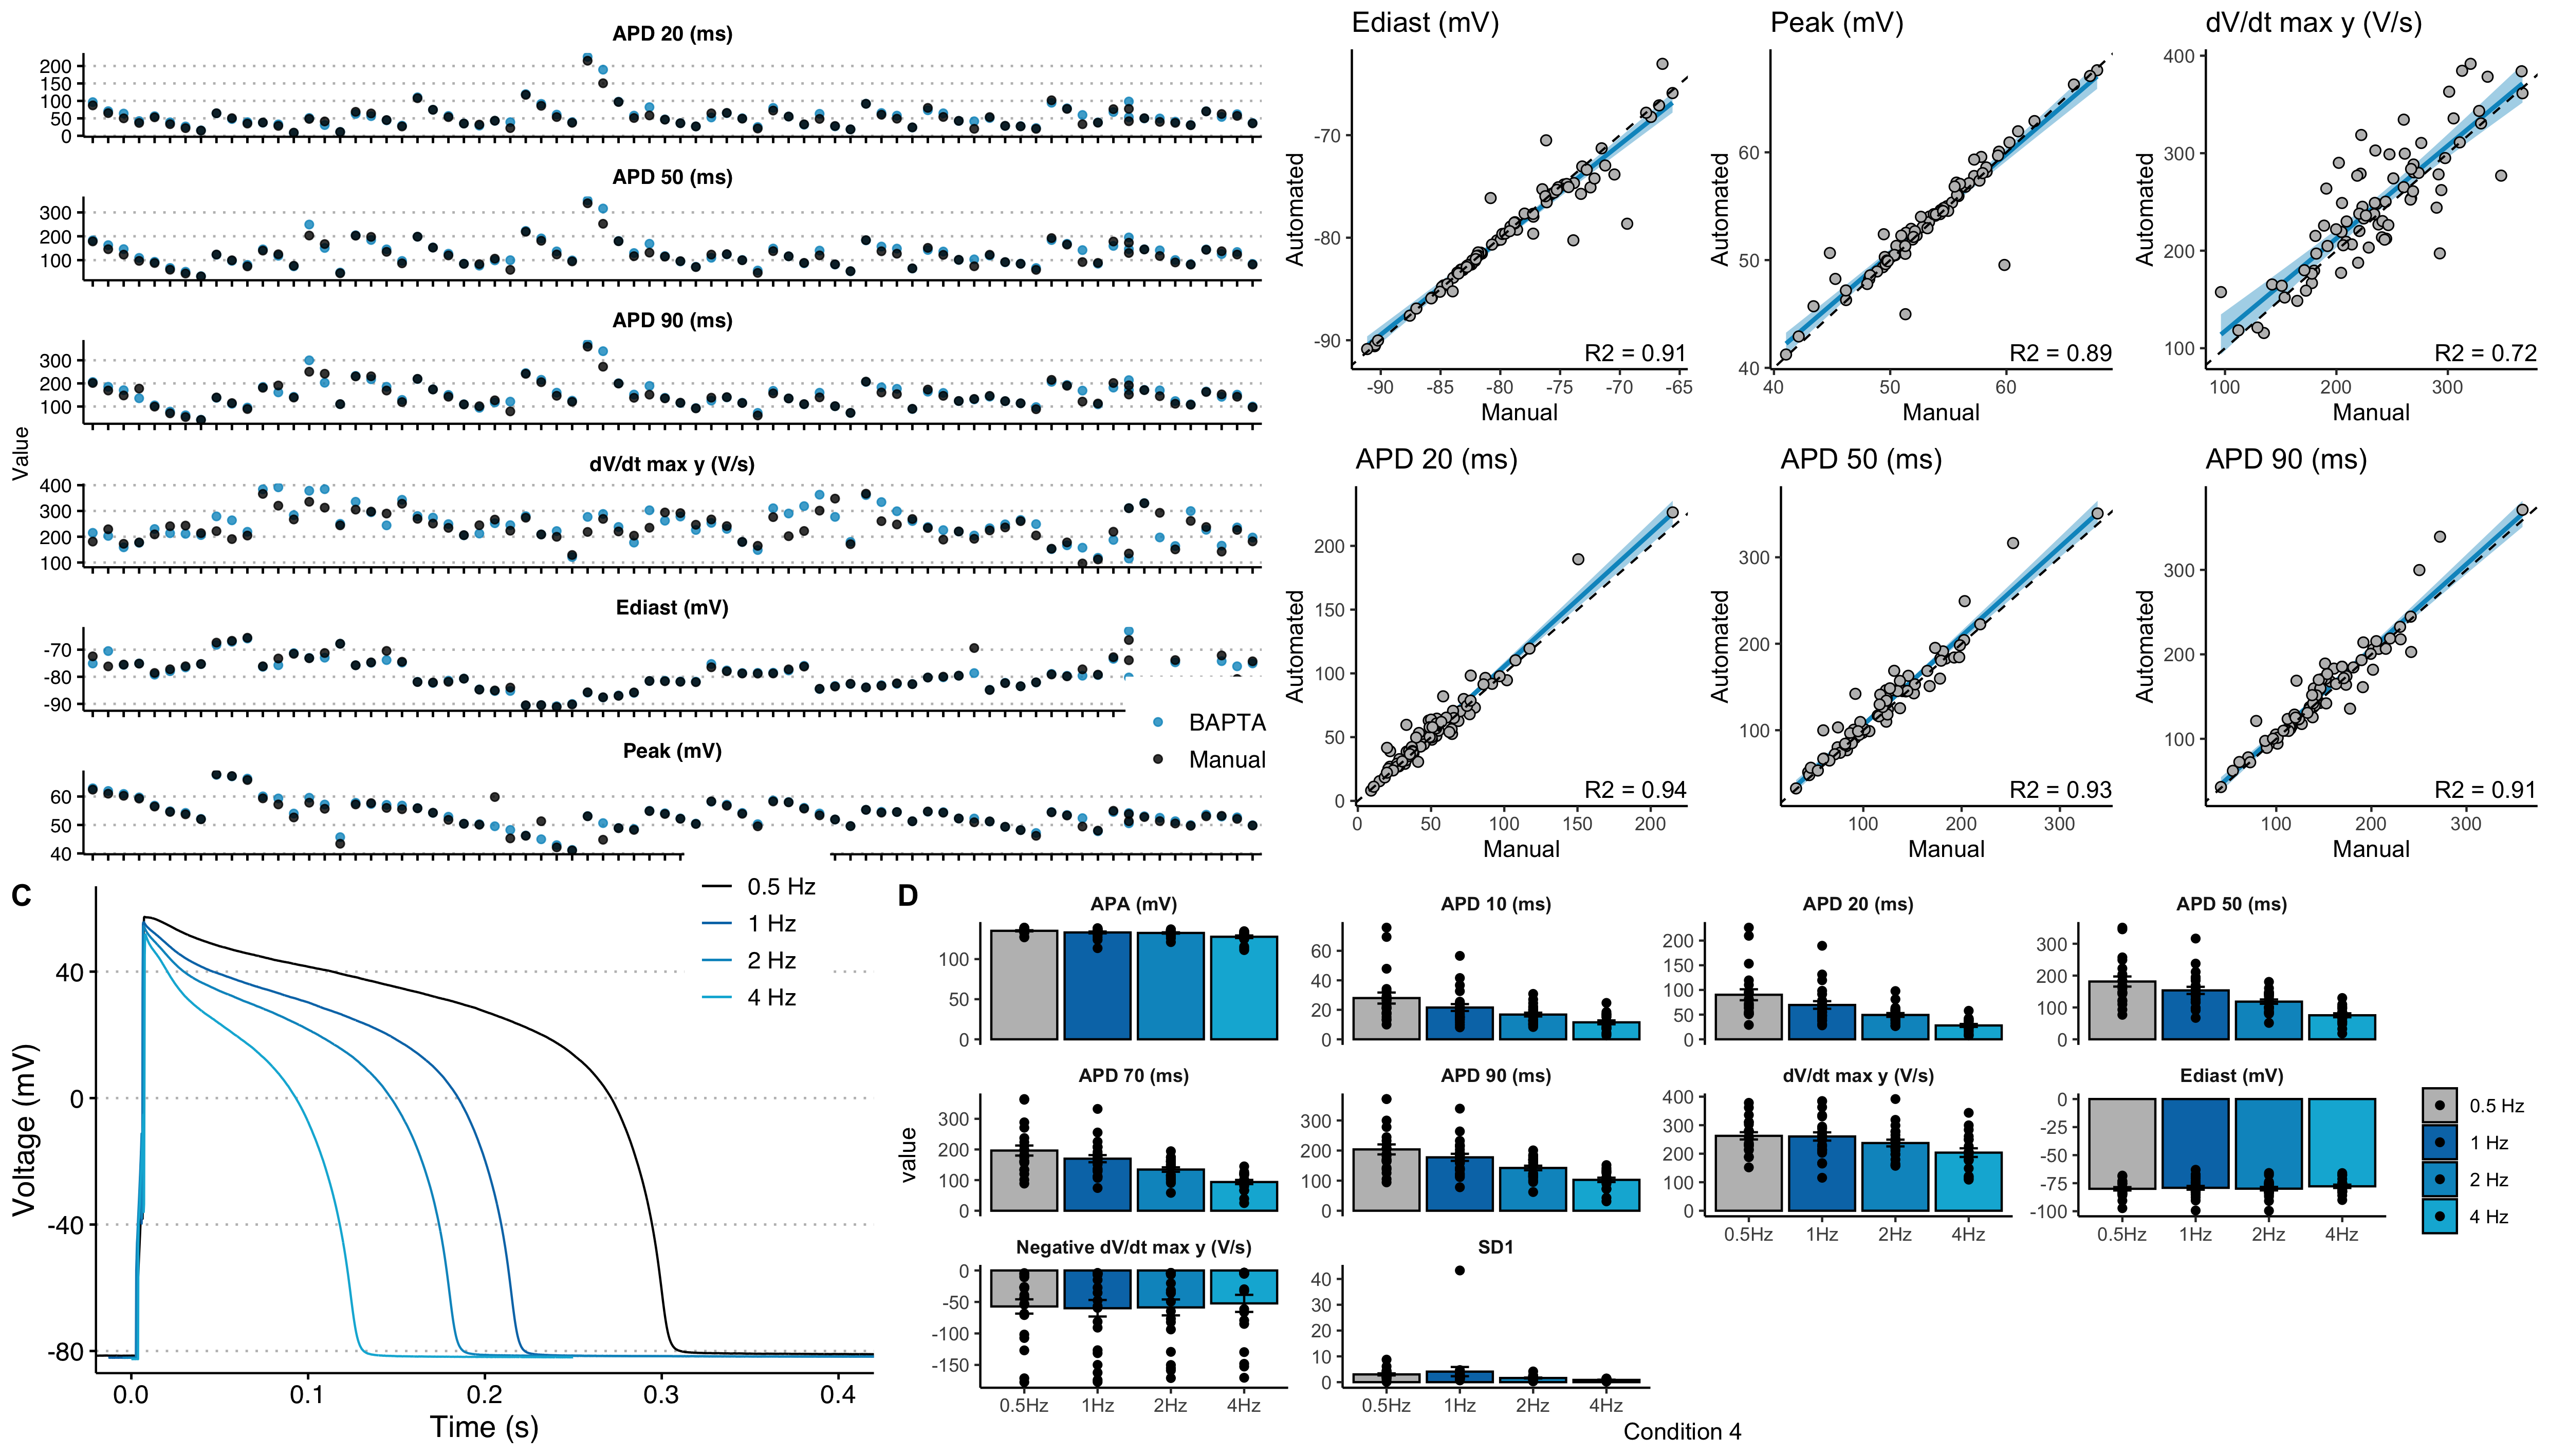 APD 20 (ms)
200
150
100
50
0
APD 50 (ms)
300
200
100
APD 90 (ms)
300
200
100
Value
dV/dt max y (V/s)
400
300
200
100
Ediast (mV)
-70
-80
-90
BAPTA
Manual
Peak (mV)
60
50
40
Ediast (mV)
Automated
-70
-80
-90
R2 = 0.91
-90 -85 -80 -75 -70 -65
Manual
Peak (mV)
Automated
60
50
40
R2 = 0.89
40 50 60
Manual
dV/dt max y (V/s)
Automated
400
300
200
100
R2 = 0.72
100 200 300
Manual
APD 20 (ms)
Automated
200
150
100
50
0
R2 = 0.94
0 50 100 150 200
Manual
APD 50 (ms)
Automated
300
200
100
R2 = 0.93
100 200 300
Manual
APD 90 (ms)
Automated
300
200
100
R2 = 0.91
100 200 300
Manual
C
Voltage (mV)
40
0
-40
-80
0.5 Hz
1 Hz
2 Hz
4 Hz
0.0 0.1 0.2 0.3 0.4
Time (s)
D
value
APA (mV)
100
50
0
APD 10 (ms)
60
40
20
0
APD 20 (ms)
200
150
100
50
0
APD 50 (ms)
300
200
100
0
APD 70 (ms)
300
200
100
0
APD 90 (ms)
300
200
100
0
dV/dt max y (V/s)
400
300
200
100
0
0.5Hz 1Hz 2Hz 4Hz
Ediast (mV)
0
-25
-50
-75
-100
0.5Hz 1Hz 2Hz 4Hz
0.5 Hz
1 Hz
2 Hz
4 Hz
Negative dV/dt max y (V/s)
0
-50
-100
-150
0.5Hz 1Hz 2Hz 4Hz
SD1
40
30
20
10
0
0.5Hz 1Hz 2Hz 4Hz
Condition 4